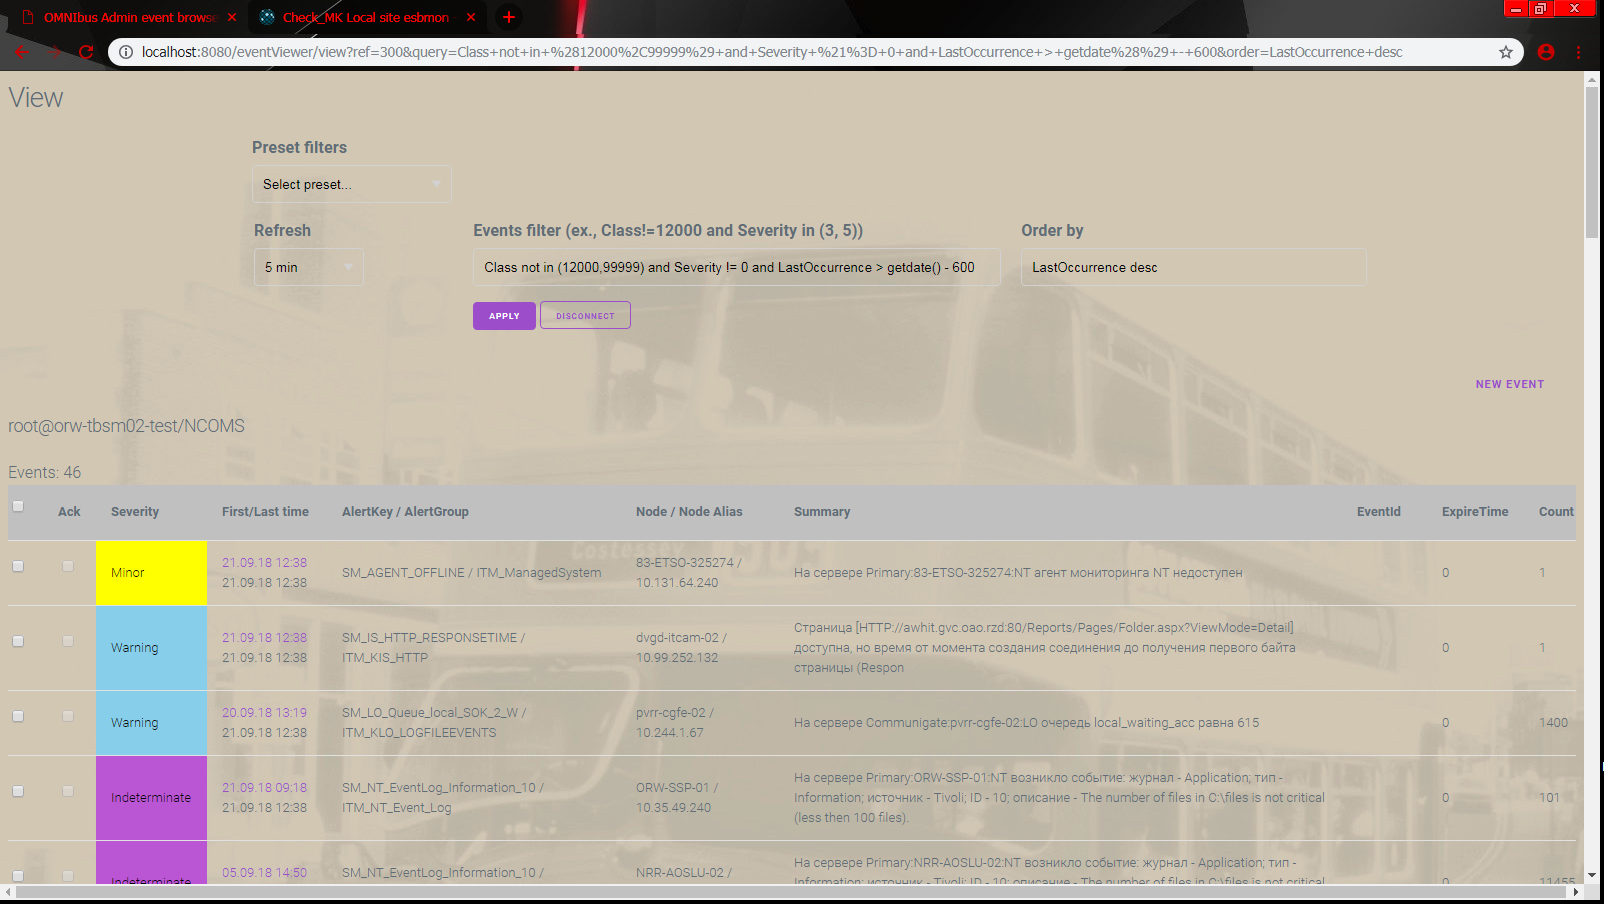 OMNIbus Admin event browse
Check_MK Local site esbmon
localhost:8080/eventViewer/view?ref=300&query=Class+not+in+%2812000%2C99999%29+and+Severity+%21%3D+0+and+LastOccurrence+>+getdate%28%29+-+600&order=LastOccurrence+desc
View
Preset filters
Select preset...
Refresh
Events filter (ex., Class!=12000 and Severity in (3, 5))
Order by
5 min
Class not in (12000,99999) and Severity != 0 and LastOccurrence > getdate() - 600
LastOccurrence desc
APPLY
DISCONNECT
NEW EVENT
root@orw-tbsm02-test/NCOMS
Events: 46
Ack Severity First/Last time AlertKey / AlertGroup Node / Node Alias Summary EventId ExpireTime Count
Minor
21.09.18 12:38
21.09.18 12:38
SM_AGENT_OFFLINE / ITM_ManagedSystem
83-ETSO-325274 /
10.131.64.240
На сервере Primary:83-ETSO-325274:NT агент мониторинга NT недоступен
0
1
Warning
21.09.18 12:38
21.09.18 12:38
SM_IS_HTTP_RESPONSETIME /
ITM_KIS_HTTP
dvgd-itcam-02 /
10.99.252.132
Страница [HTTP://awhit.gvc.oao.rzd:80/Reports/Pages/Folder.aspx?ViewMode=Detail]
доступна, но время от момента создания соединения до получения первого байта
страницы (Respon
0
1
Warning
20.09.18 13:19
21.09.18 12:38
SM_LO_Queue_local_SOK_2_W /
ITM_KLO_LOGFILEEVENTS
pvrr-cgfe-02 /
10.244.1.67
На сервере Communigate:pvrr-cgfe-02:LO очередь local_waiting_acc равна 615
0
1400
Indeterminate
21.09.18 09:18
21.09.18 12:38
SM_NT_EventLog_Information_10 /
ITM_NT_Event_Log
ORW-SSP-01 /
10.35.49.240
На сервере Primary:ORW-SSP-01:NT возникло событие: журнал - Application; тип -
Information; источник - Tivoli; ID - 10; описание - The number of files in C:\files is not critical
(less then 100 files).
0
101
Indeterminate
05.09.18 14:50
SM_NT_EventLog_Information_10 /
NRR-AOSLU-02 /
На сервере Primary:NRR-AOSLU-02:NT возникло событие: журнал - Application; тип -
Information; источник - Tivoli; ID - 10; описание - The number of files in C:\files is not critical
0
11455